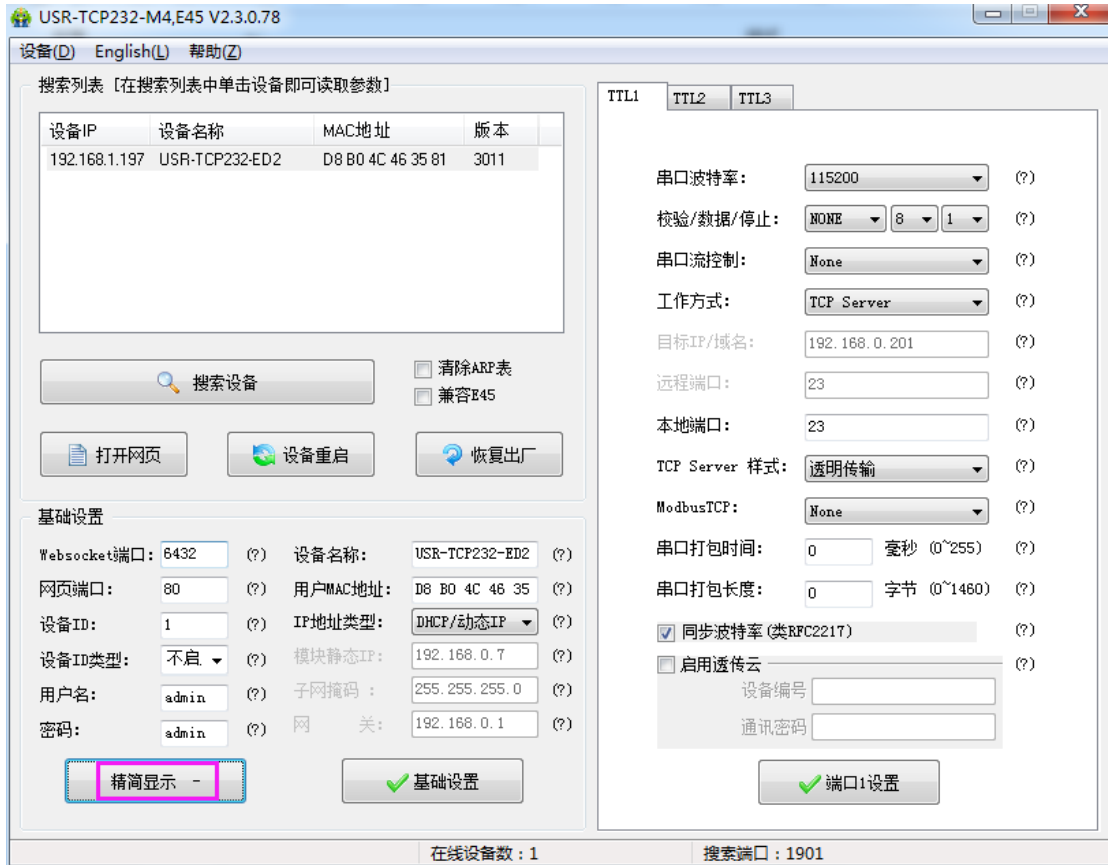 USR-TCP232-M4,E45 V2.3.0.78
设备(D) English(L) 帮助(Z)
搜索列表 [在搜索列表中单击设备即可读取参数]
设备IP 设备名称 MAC地址 版本
192.168.1.197 USR-TCP232-ED2 D8 B0 4C 46 35 81 3011
搜索设备
清除ARP表
兼容E45
打开网页 设备重启 恢复出厂
基础设置
Websocket端口: 6432 (?) 设备名称: USR-TCP232-ED2 (?)
网页端口: 80 (?) 用户MAC地址: D8 B0 4C 46 35 (?)
设备ID: 1 (?) IP地址类型: DHCP/动态IP (?)
设备ID类型: 不启 (?) 模块静态IP: 192.168.0.7 (?)
用户名: admin (?) 子网掩码 : 255.255.255.0 (?)
密码: admin (?) 网 关: 192.168.0.1 (?)
精简显示 - 基础设置
TTL1 TTL2 TTL3
串口波特率: 115200 (?)
校验/数据/停止: NONE 8 1 (?)
串口流控制: None (?)
工作方式: TCP Server (?)
目标IP/域名: 192.168.0.201 (?)
远程端口: 23 (?)
本地端口: 23 (?)
TCP Server 样式: 透明传输 (?)
ModbusTCP: None (?)
串口打包时间: 0 毫秒 (0~255) (?)
串口打包长度: 0 字节 (0~1460) (?)
同步波特率(类RFC2217) (?)
启用透传云 (?)
设备编号
通讯密码
端口1设置
在线设备数:1 搜索端口:1901